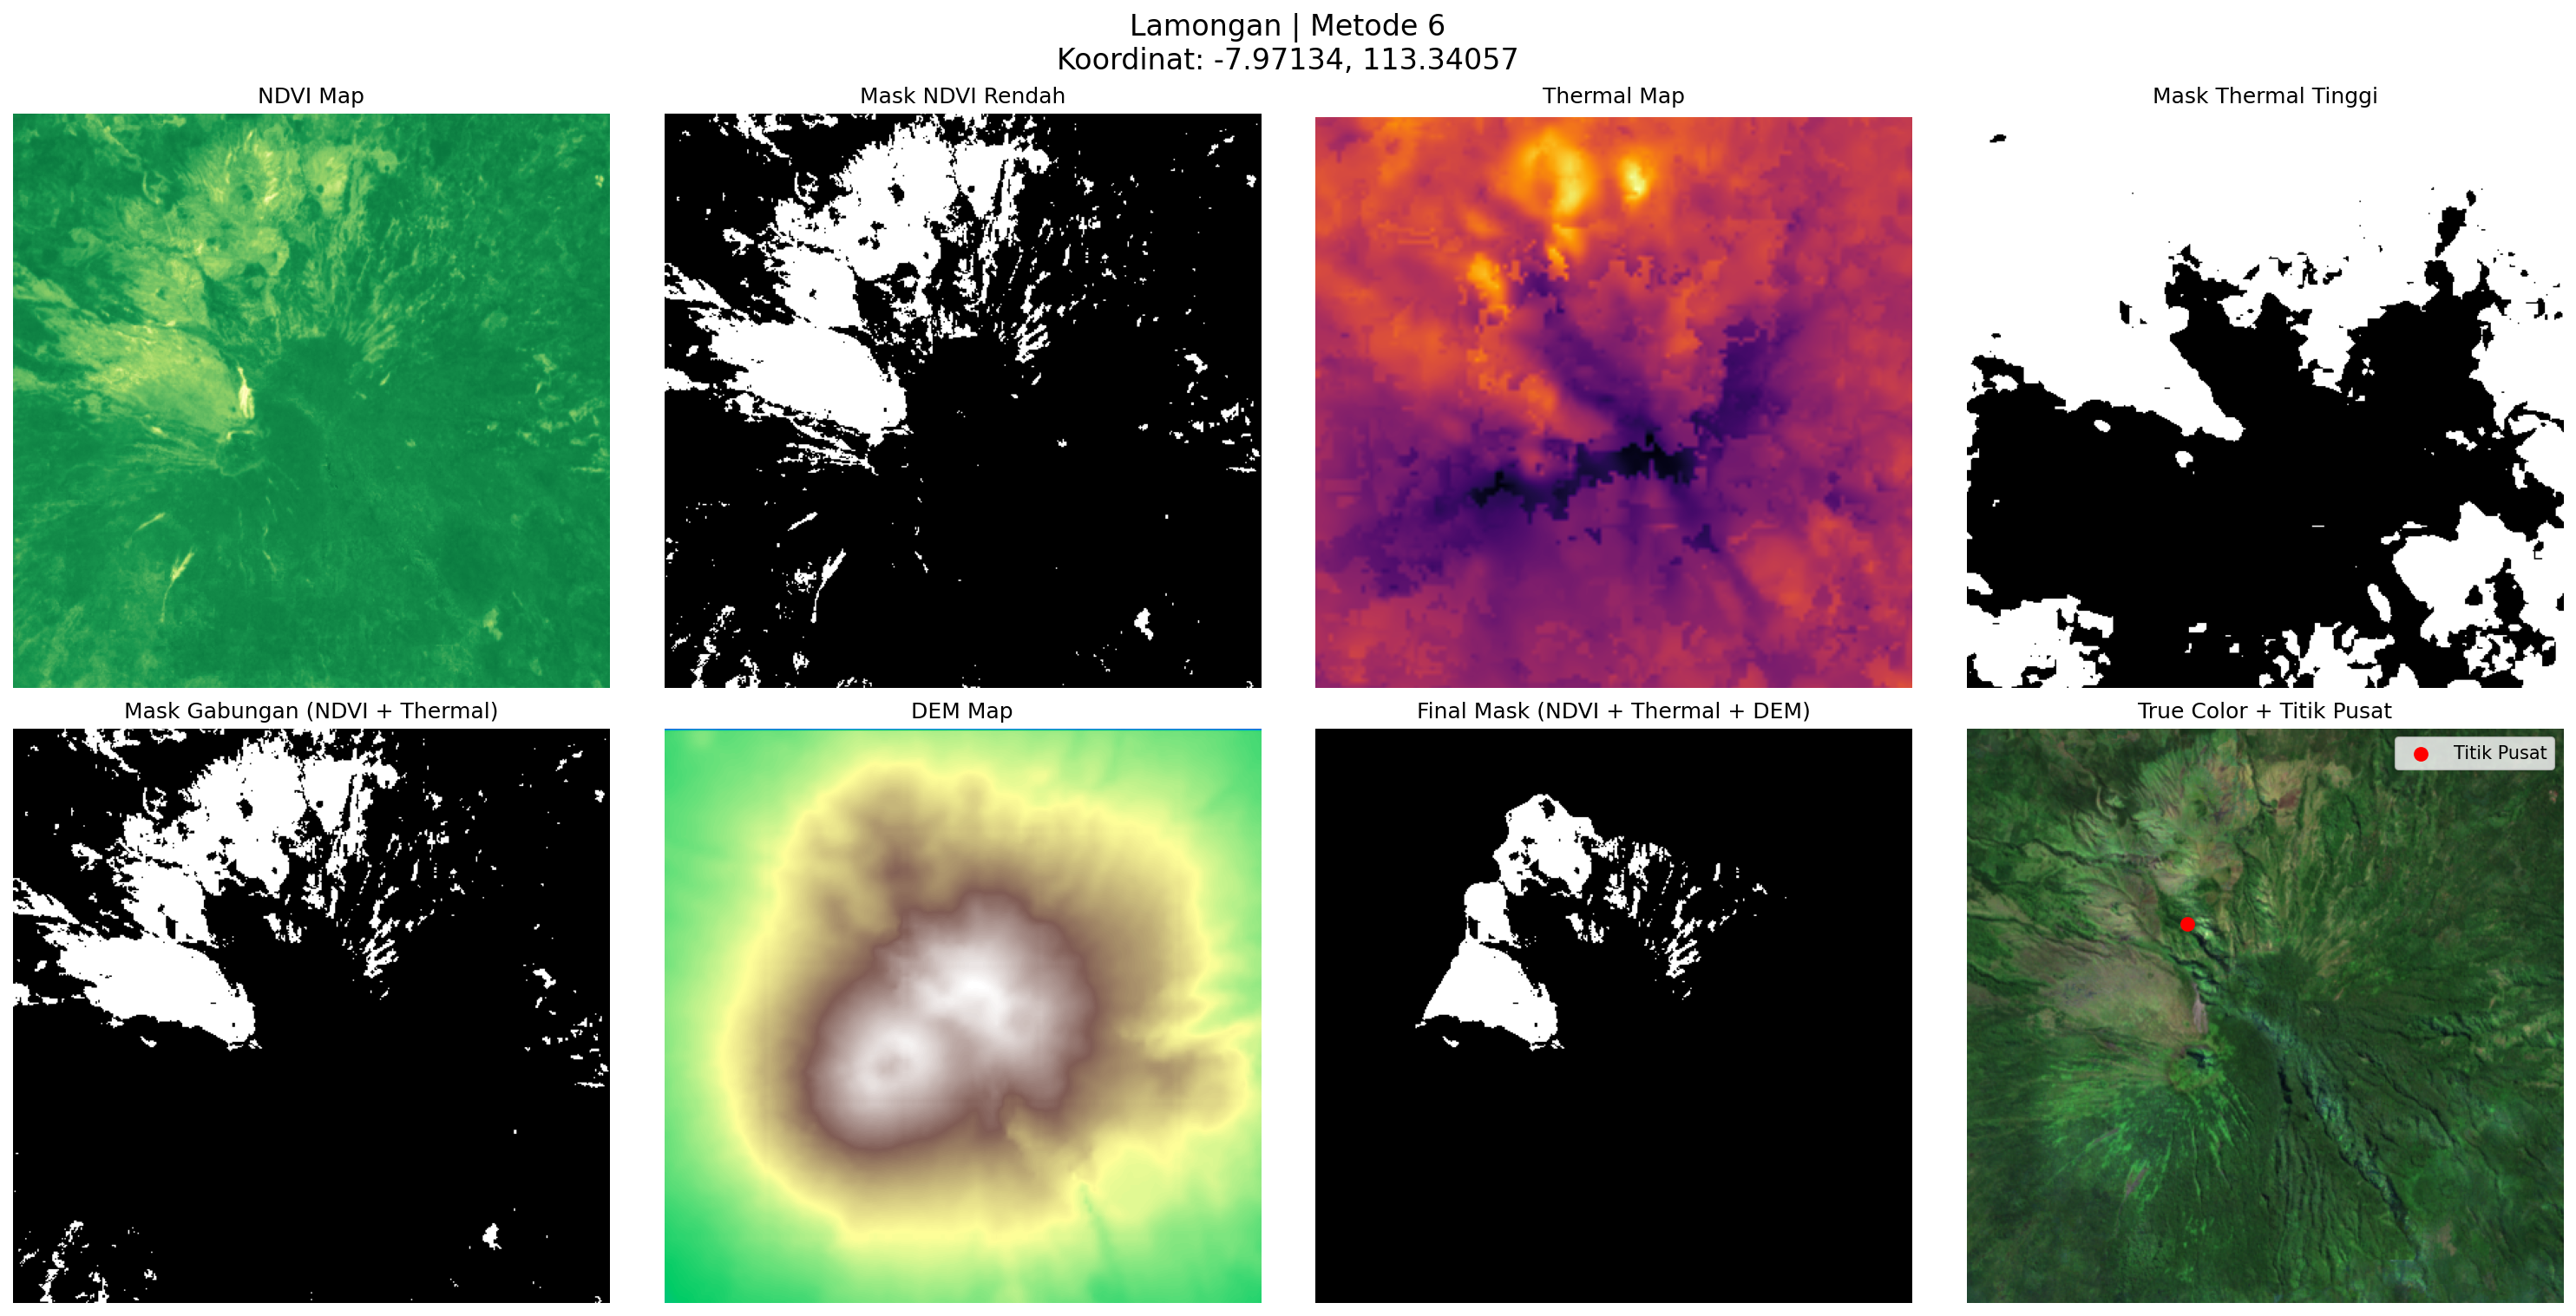 Lamongan | Metode 6
Koordinat: -7.97134, 113.34057
NDVI Map
Mask NDVI Rendah
Thermal Map
Mask Thermal Tinggi
Mask Gabungan (NDVI + Thermal)
DEM Map
Final Mask (NDVI + Thermal + DEM)
True Color + Titik Pusat
Titik Pusat